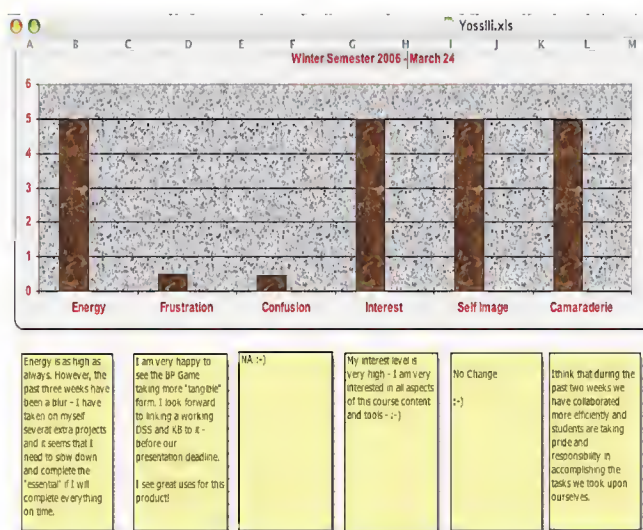 Yossili.xls
A B C D E F G H I J K L M
Winter Semester 2006 - March 24
6
5
4
3
2
1
0
Energy Frustration Confusion Interest Self Image Camaraderie
Energy is as high as
always. However, the
past three weeks have
been a blur - I have
taken on myself
several extra projects
and it seems that I
need to slow down
and complete the
"essential" if I will
complete everything
on time.
I am very happy to
see the BP Game
taking more "tangible"
form. I look forward
to linking a working
DSS and KB to it -
before our
presentation deadline.
I see great uses for this
product!
NA :-)
My interest level is
very high - I am very
interested in all aspects
of this course content
and tools - :-)
No Change
:-)
I think that during the
past two weeks we
have collaborated
more efficiently and
students are taking
pride and
responsibility in
accomplishing the
tasks we took upon
ourselves.